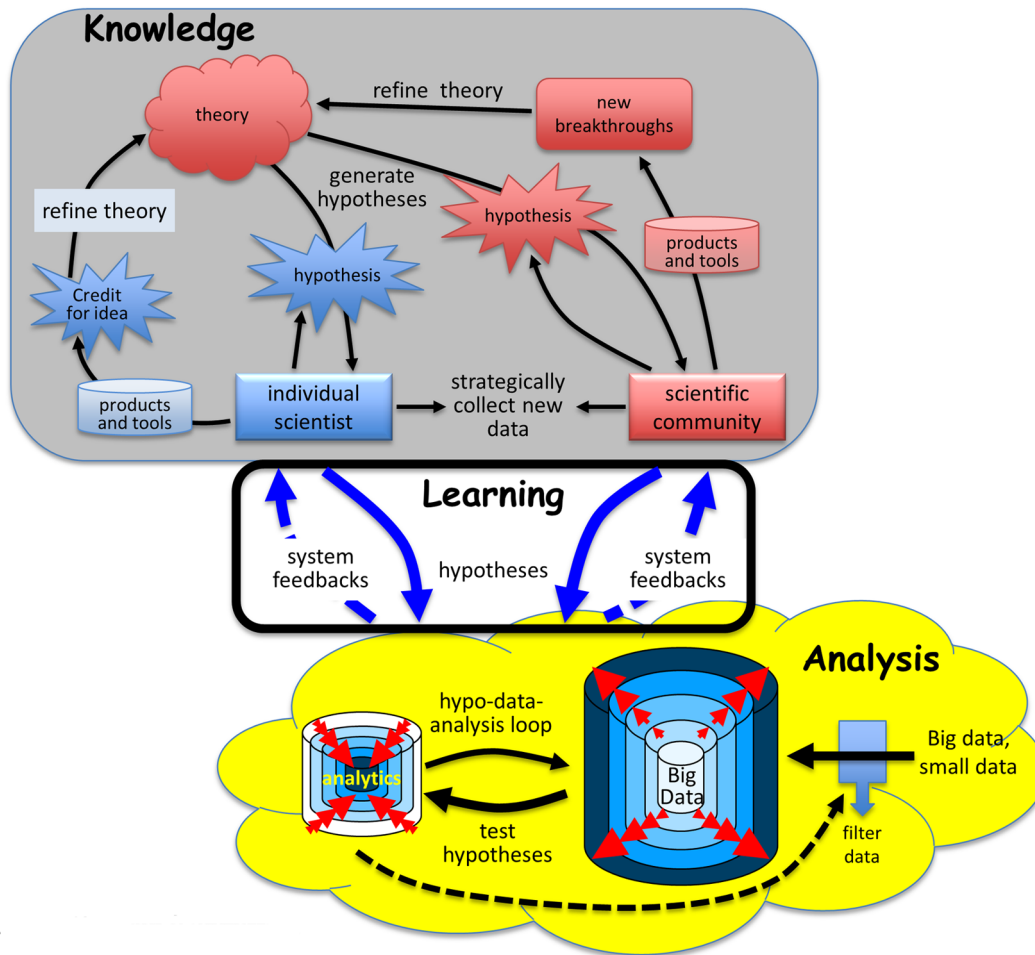 Knowledge
theory
refine theory
new
breakthroughs
generate
hypotheses
refine theory
hypothesis
products
and tools
hypothesis
Credit
for idea
products
and tools
individual
scientist
strategically
collect new
data
scientific
community
Learning
system
feedbacks
hypotheses
system
feedbacks
Analysis
hypo-data-
analysis loop
analytics
Big
Data
Big data,
small data
test
hypotheses
filter
data